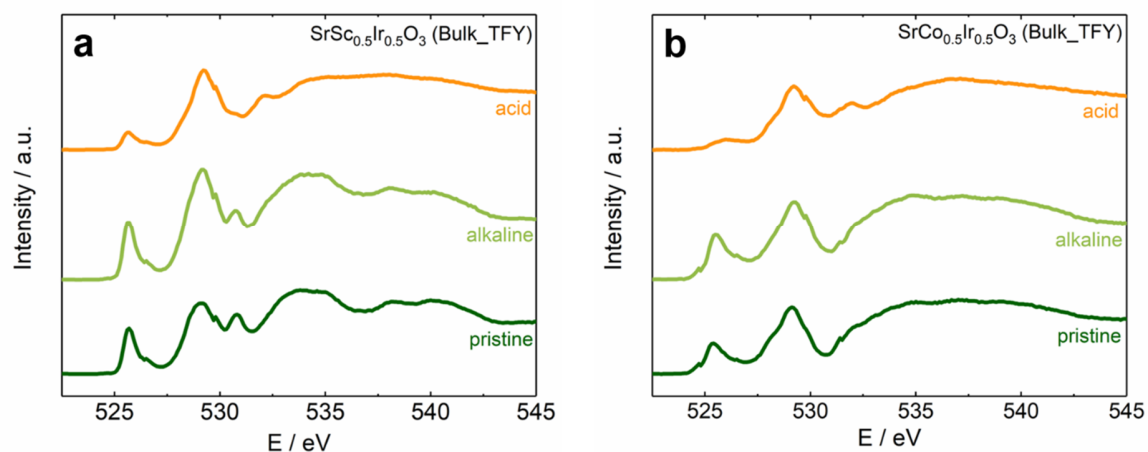 a
SrSc0.5Ir0.5O3 (Bulk_TFY)
acid
alkaline
pristine
Intensity / a.u.
525 530 535 540 545
E / eV
b
SrCo0.5Ir0.5O3 (Bulk_TFY)
acid
alkaline
pristine
Intensity / a.u.
525 530 535 540 545
E / eV